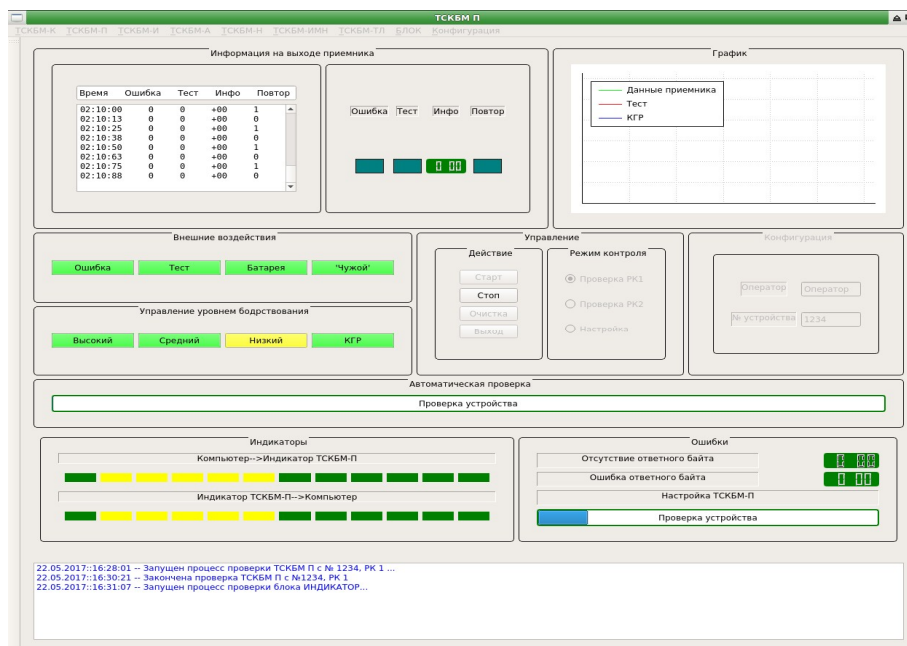 ТСКБМ П
ТСКБМ-К ТСКБМ-П ТСКБМ-И ТСКБМ-А ТСКБМ-Н ТСКБМ-ИМН ТСКБМ-ТЛ БЛОК Конфигурация
Информация на выходе приемника
Время Ошибка Тест Инфо Повтор
02:10:00 0 0 +00 1
02:10:13 0 0 +00 0
02:10:25 0 0 +00 1
02:10:38 0 0 +00 0
02:10:50 0 0 +00 1
02:10:63 0 0 +00 0
02:10:75 0 0 +00 1
02:10:88 0 0 +00 0
Ошибка Тест Инфо Повтор
0 00
График
Данные приемника
Тест
КГР
Внешние воздействия
Ошибка Тест Батарея 'Чужой'
Управление уровнем бодрствования
Высокий Средний Низкий КГР
Управление
Действие
Старт
Стоп
Очистка
Выход
Режим контроля
Проверка РК1
Проверка РК2
Настройка
Конфигурация
Оператор Оператор
№ устройства 1234
Автоматическая проверка
Проверка устройства
Индикаторы
Компьютер-->Индикатор ТСКБМ-П
Индикатор ТСКБМ-П-->Компьютер
Ошибки
Отсутствие ответного байта
Ошибка ответного байта 0 00
Настройка ТСКБМ-П
Проверка устройства
22.05.2017::16:28:01 -- Запущен процесс проверки ТСКБМ П с № 1234, РК 1 ...
22.05.2017::16:30:21 -- Закончена проверка ТСКБМ П с №1234, РК 1
22.05.2017::16:31:07 -- Запущен процесс проверки блока ИНДИКАТОР...